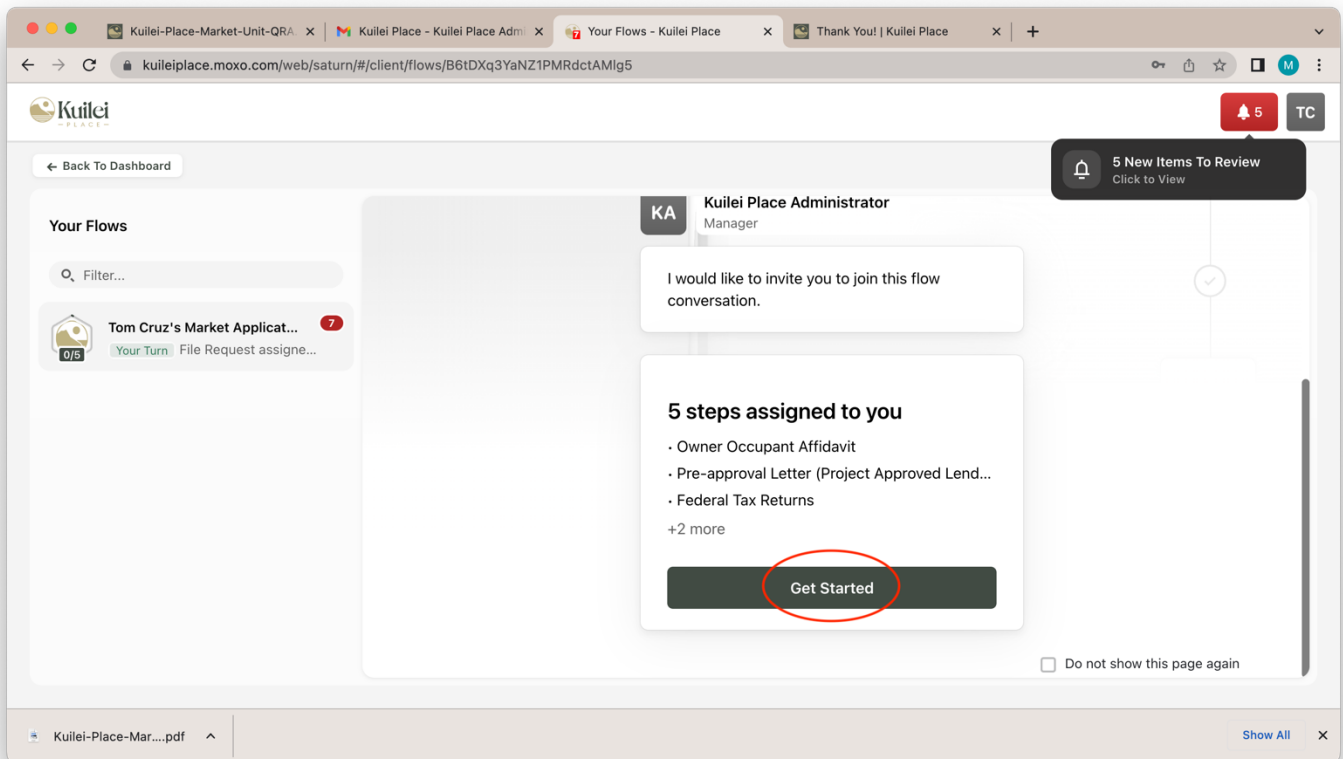 Kuilei-Place-Market-Unit-QRA
Kuilei Place - Kuilei Place Adm
7
Your Flows - Kuilei Place
Thank You! | Kuilei Place
kuileiplace.moxo.com/web/saturn/#/client/flows/B6tDXq3YaNZ1PMRdctAMlg5
M
Kuilei
-PLACE-
5
TC
Back To Dashboard
5 New Items To Review
Click to View
Your Flows
Filter...
Tom Cruz's Market Applicat...
7
0/5
Your Turn File Request assigne...
KA
Kuilei Place Administrator
Manager
I would like to invite you to join this flow
conversation.
5 steps assigned to you
• Owner Occupant Affidavit
• Pre-approval Letter (Project Approved Lend...
• Federal Tax Returns
+2 more
Get Started
Do not show this page again
Kuilei-Place-Mar....pdf
Show All